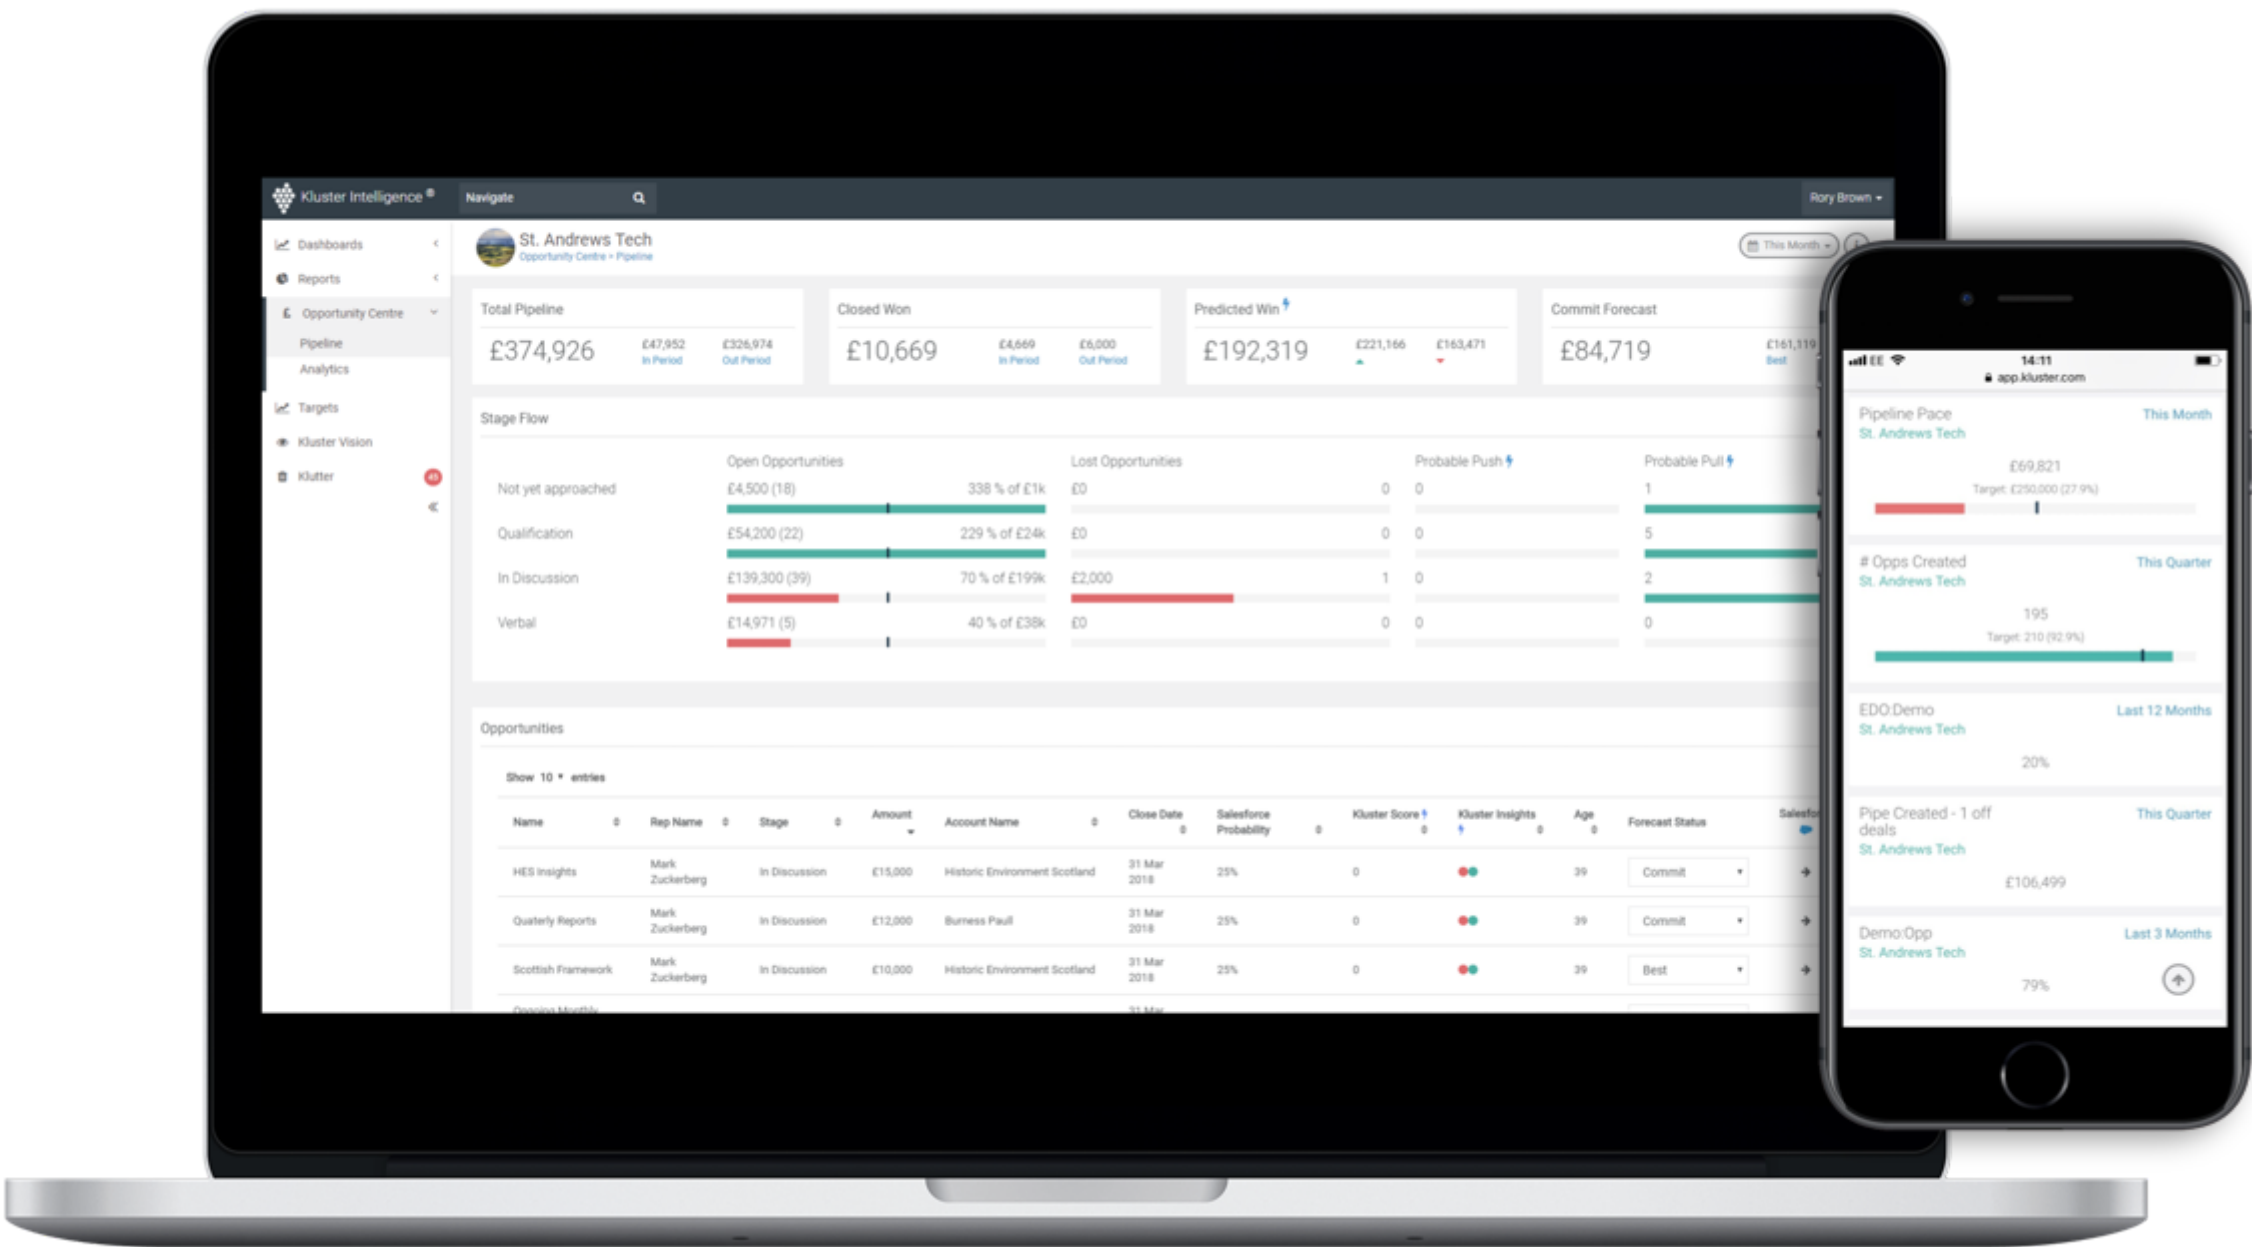 Kluster Intelligence ®
Navigate
Rory Brown
Dashboards
Reports
£ Opportunity Centre
Pipeline
Analytics
Targets
Kluster Vision
Klutter 45
St. Andrews Tech
Opportunity Centre > Pipeline
This Month
Total Pipeline
£374,926 £47,952 £326,974
In Period Out Period
Closed Won
£10,669 £4,669 £6,000
In Period Out Period
Predicted Win
£192,319 £221,166 £163,471
Commit Forecast
£84,719 £161,119
Best
Stage Flow
Open Opportunities Lost Opportunities Probable Push Probable Pull
Not yet approached £4,500 (18) 338 % of £1k £0 0 0 1
Qualification £54,200 (22) 229 % of £24k £0 0 0 5
In Discussion £139,300 (39) 70 % of £199k £2,000 1 0 2
Verbal £14,971 (5) 40 % of £38k £0 0 0 0
Opportunities
Show 10 entries
Name Rep Name Stage Amount Account Name Close Date Salesforce Probability Kluster Score Kluster Insights Age Forecast Status
HES Insights Mark Zuckerberg In Discussion £15,000 Historic Environment Scotland 31 Mar 2018 25% 0 39 Commit
Quaterly Reports Mark Zuckerberg In Discussion £12,000 Burness Paull 31 Mar 2018 25% 0 39 Commit
Scottish Framework Mark Zuckerberg In Discussion £10,000 Historic Environment Scotland 31 Mar 2018 25% 0 39 Best
Ongoing Monthly 31 Mar
EE 14:11
app.kluster.com
Pipeline Pace This Month
St. Andrews Tech
£69,821
Target: £250,000 (27.9%)
# Opps Created This Quarter
St. Andrews Tech
195
Target: 210 (92.9%)
EDO:Demo Last 12 Months
St. Andrews Tech
20%
Pipe Created - 1 off This Quarter
deals
St. Andrews Tech
£106,499
Demo:Opp Last 3 Months
St. Andrews Tech
79%